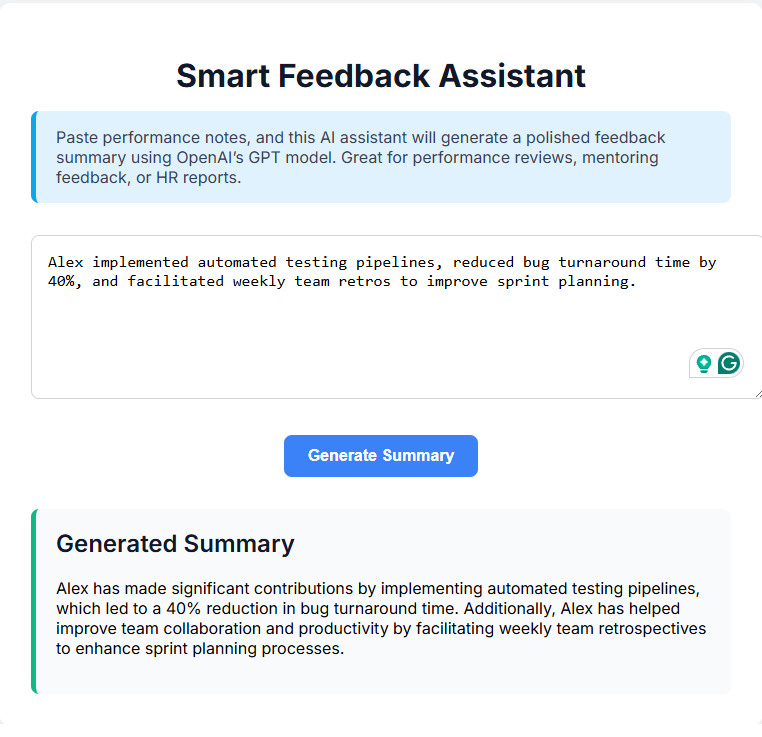 Smart Feedback Assistant
Paste performance notes, and this AI assistant will generate a polished feedback
summary using OpenAI’s GPT model. Great for performance reviews, mentoring
feedback, or HR reports.
Alex implemented automated testing pipelines, reduced bug turnaround time by
40%, and facilitated weekly team retros to improve sprint planning.
G
Generate Summary
Generated Summary
Alex has made significant contributions by implementing automated testing pipelines,
which led to a 40% reduction in bug turnaround time. Additionally, Alex has helped
improve team collaboration and productivity by facilitating weekly team retrospectives
to enhance sprint planning processes.